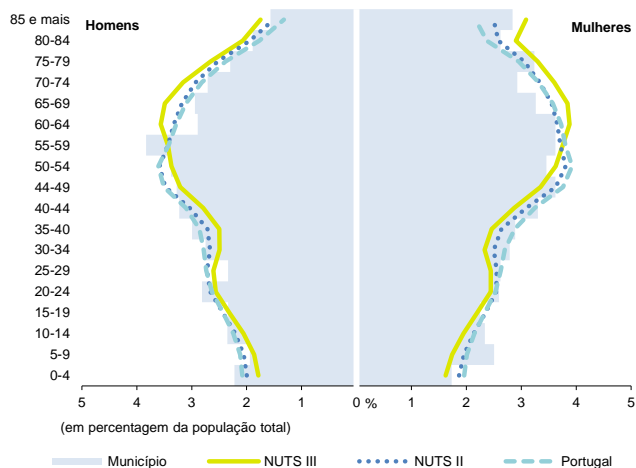 85 e mais
80-84
75-79
70-74
65-69
60-64
55-59
50-54
44-49
40-44
35-40
30-34
25-29
20-24
15-19
10-14
5-9
0-4
Homens
Mulheres
5 4 3 2 1 0 % 1 2 3 4 5
(em percentagem da população total)
Município NUTS III NUTS II Portugal